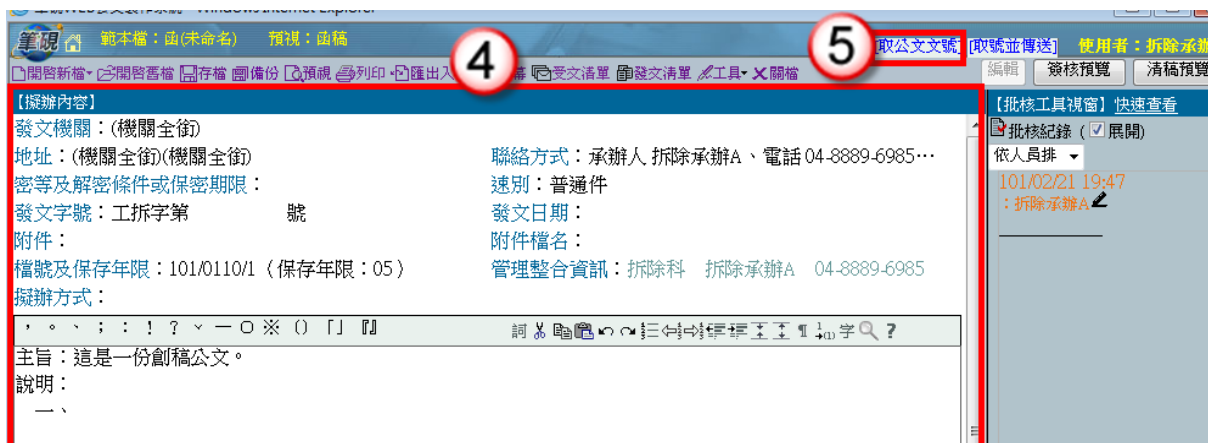 筆硯 範本檔：函(未命名) 預視：函稿
5
[取公文文號] [取號並傳送] 使用者：拆除承辦
開啓新檔 開啓舊檔 存檔 備份 預視 列印 匯出入
4
受文清單 發文清單 工具 關檔
編輯 簽核預覽 清稿預覽
【擬辦內容】
【批核工具視窗】快速查看
發文機關：(機關全銜)
批核紀錄 ( 展開)
地址：(機關全銜)(機關全銜) 聯絡方式：承辦人 拆除承辦A、電話 04-8889-6985…
依人員排
密等及解密條件或保密期限： 速別：普通件
101/02/21 19:47
：拆除承辦A
發文字號：工拆字第 號 發文日期：
附件： 附件檔名：
檔號及保存年限：101/0110/1（保存年限：05） 管理整合資訊：拆除科 拆除承辦A 04-8889-6985
擬辦方式：
，。、；：！？ˇ—○※（）「」『』 詞 ¶ 字 ?
主旨：這是一份創稿公文。
說明：
一、